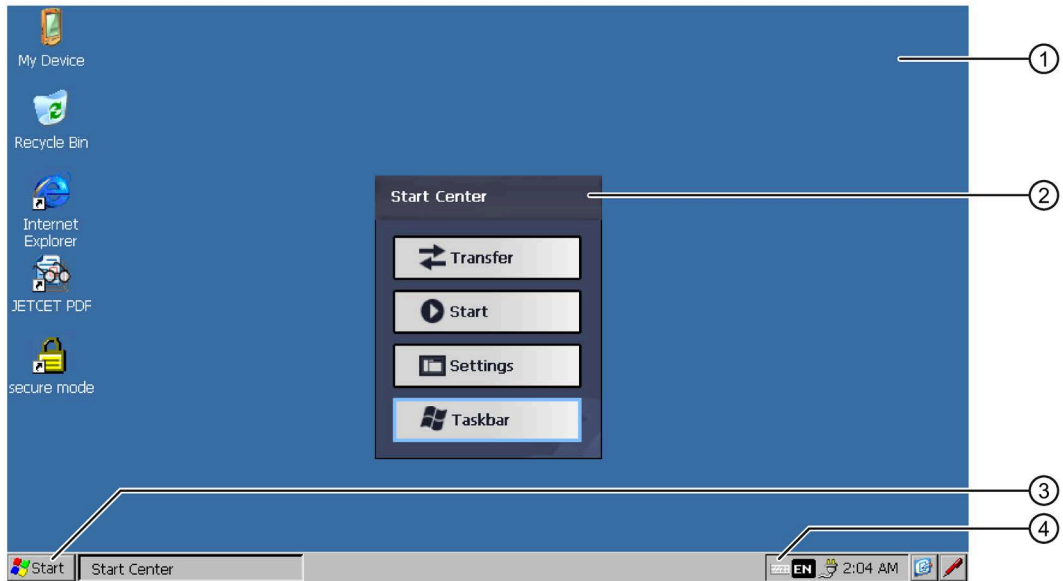 My Device
1
Recycle Bin
Start Center
2
Internet
Explorer
Transfer
JETCET PDF
Start
Settings
secure mode
Taskbar
3
4
Start
Start Center
EN
2:04 AM